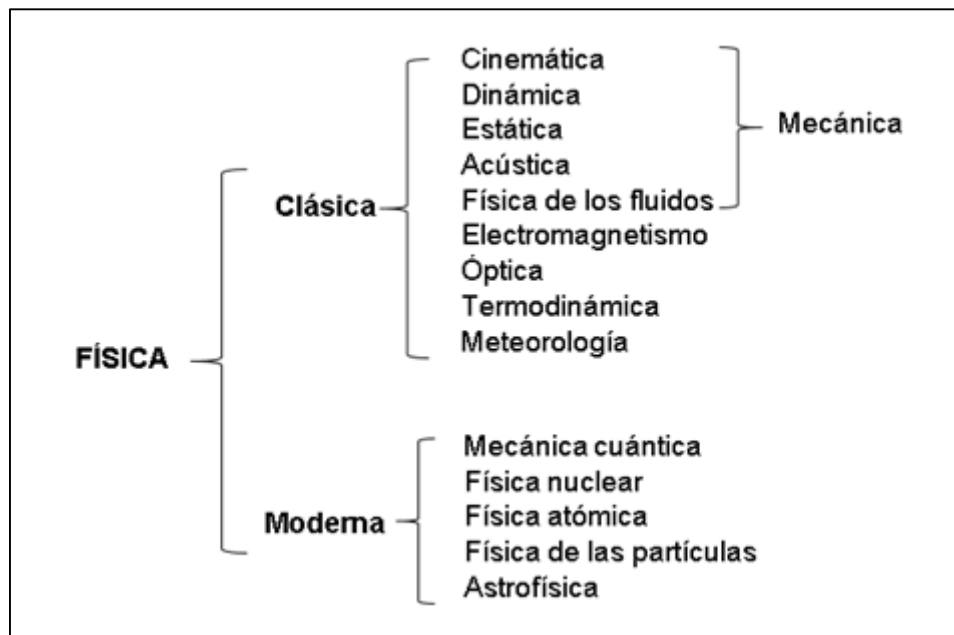 FÍSICA
Clásica
Cinemática
Dinámica
Estática
Acústica
Física de los fluidos
Mecánica
Electromagnetismo
Óptica
Termodinámica
Meteorología
Moderna
Mecánica cuántica
Física nuclear
Física atómica
Física de las partículas
Astrofísica